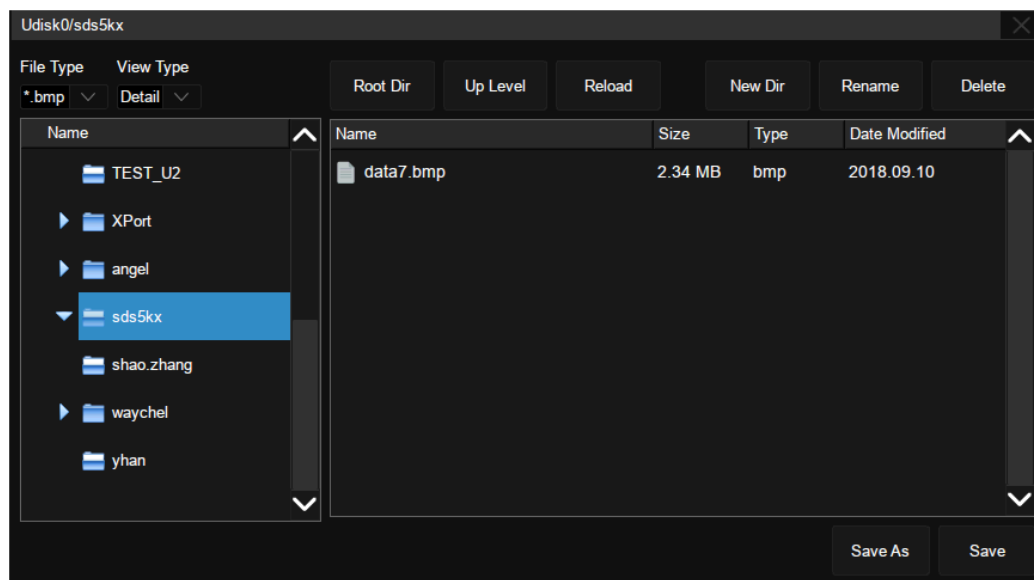 Udisk0/sds5kx
File Type View Type
*.bmp Detail
Root Dir Up Level Reload New Dir Rename Delete
Name
TEST_U2
XPort
angel
sds5kx
shao.zhang
waychel
yhan
Name Size Type Date Modified
data7.bmp 2.34 MB bmp 2018.09.10
Save As Save